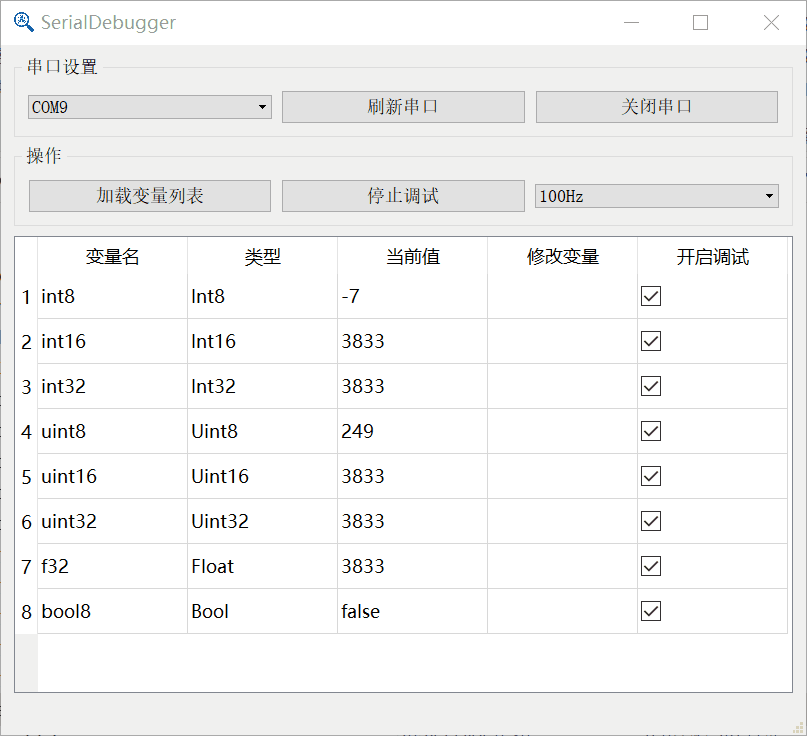 SerialDebugger
串口设置
COM9 刷新串口 关闭串口
操作
加载变量列表 停止调试 100Hz
变量名 类型 当前值 修改变量 开启调试
1 int8 Int8 -7
2 int16 Int16 3833
3 int32 Int32 3833
4 uint8 Uint8 249
5 uint16 Uint16 3833
6 uint32 Uint32 3833
7 f32 Float 3833
8 bool8 Bool false